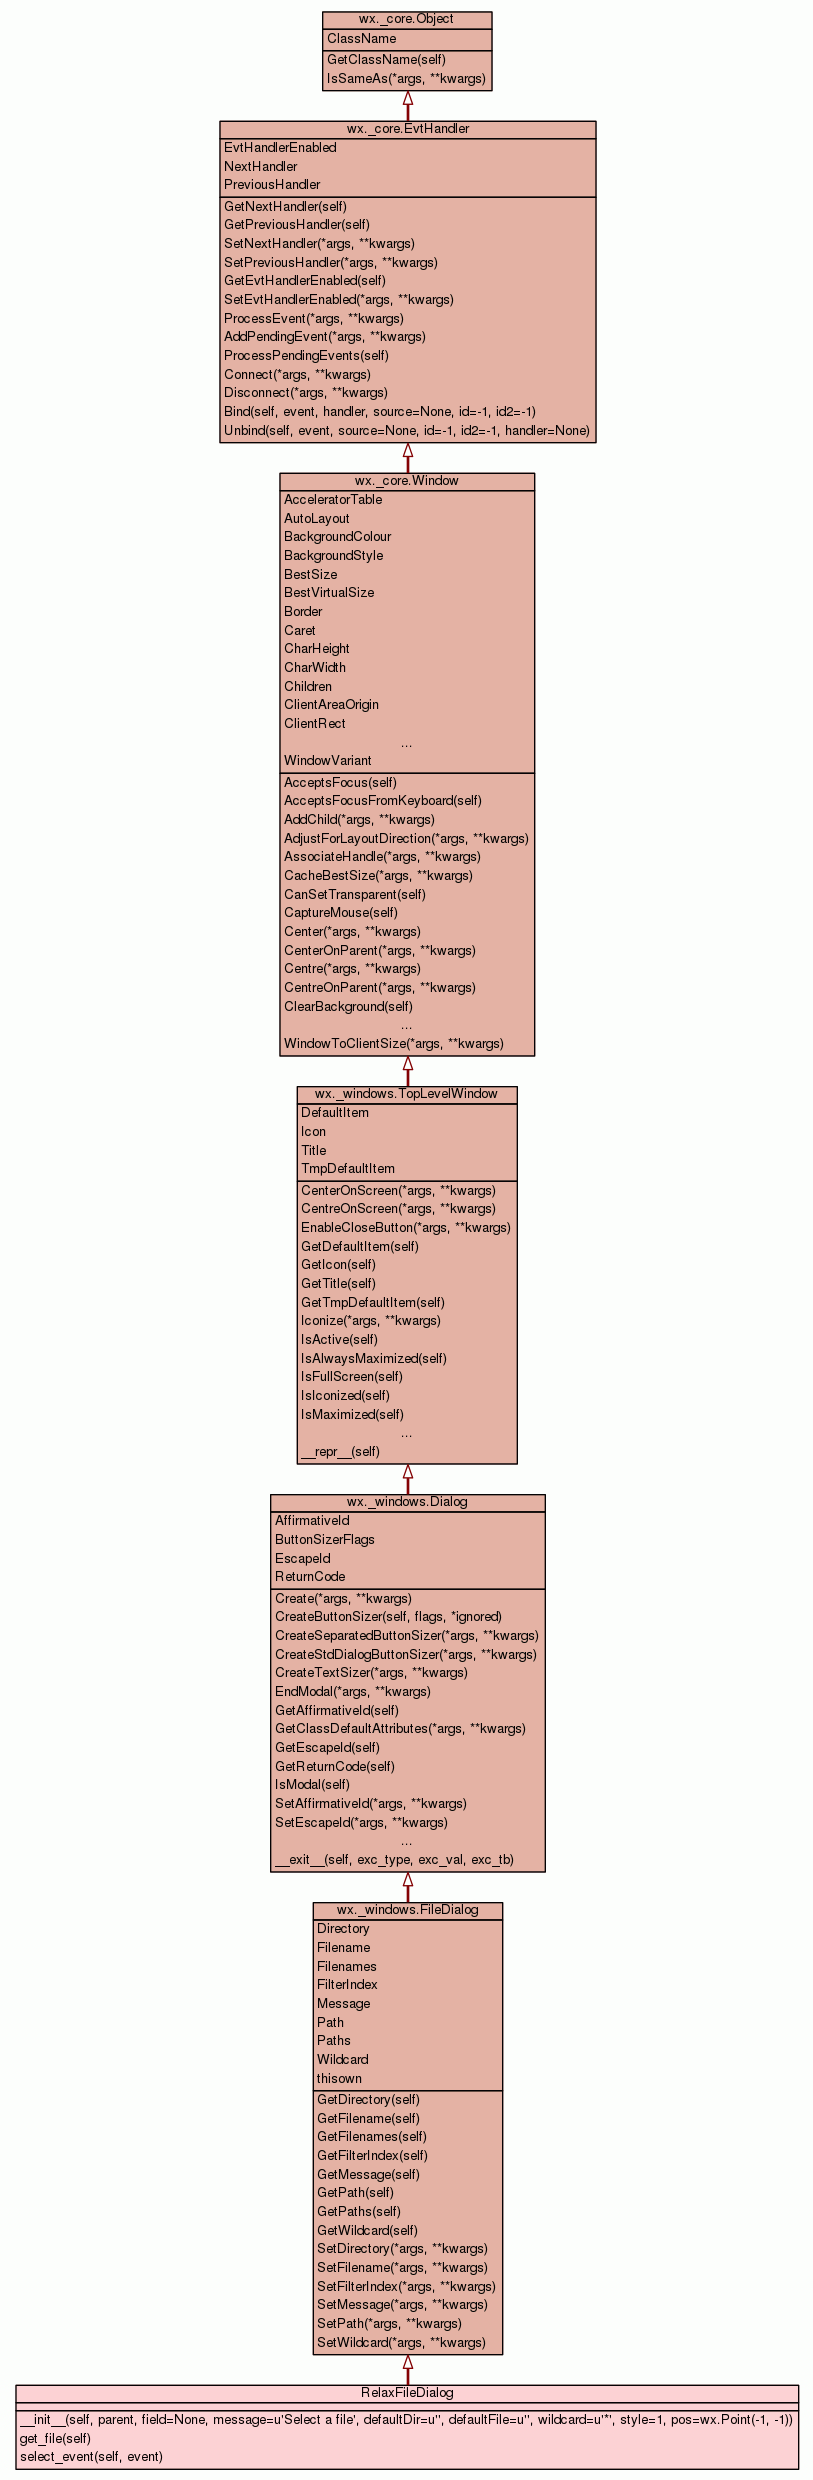 wx._core.Object
ClassName
GetClassName(self)
IsSameAs(*args, **kwargs)
wx._core.EvtHandler
EvtHandlerEnabled
NextHandler
PreviousHandler
GetNextHandler(self)
GetPreviousHandler(self)
SetNextHandler(*args, **kwargs)
SetPreviousHandler(*args, **kwargs)
GetEvtHandlerEnabled(self)
SetEvtHandlerEnabled(*args, **kwargs)
ProcessEvent(*args, **kwargs)
AddPendingEvent(*args, **kwargs)
ProcessPendingEvents(self)
Connect(*args, **kwargs)
Disconnect(*args, **kwargs)
Bind(self, event, handler, source=None, id=-1, id2=-1)
Unbind(self, event, source=None, id=-1, id2=-1, handler=None)
wx._core.Window
AcceleratorTable
AutoLayout
BackgroundColour
BackgroundStyle
BestSize
BestVirtualSize
Border
Caret
CharHeight
CharWidth
Children
ClientAreaOrigin
ClientRect
...
WindowVariant
AcceptsFocus(self)
AcceptsFocusFromKeyboard(self)
AddChild(*args, **kwargs)
AdjustForLayoutDirection(*args, **kwargs)
AssociateHandle(*args, **kwargs)
CacheBestSize(*args, **kwargs)
CanSetTransparent(self)
CaptureMouse(self)
Center(*args, **kwargs)
CenterOnParent(*args, **kwargs)
Centre(*args, **kwargs)
CentreOnParent(*args, **kwargs)
ClearBackground(self)
...
WindowToClientSize(*args, **kwargs)
wx._windows.TopLevelWindow
DefaultItem
Icon
Title
TmpDefaultItem
CenterOnScreen(*args, **kwargs)
CentreOnScreen(*args, **kwargs)
EnableCloseButton(*args, **kwargs)
GetDefaultItem(self)
GetIcon(self)
GetTitle(self)
GetTmpDefaultItem(self)
Iconize(*args, **kwargs)
IsActive(self)
IsAlwaysMaximized(self)
IsFullScreen(self)
IsIconized(self)
IsMaximized(self)
...
__repr__(self)
wx._windows.Dialog
AffirmativeId
ButtonSizerFlags
EscapeId
ReturnCode
Create(*args, **kwargs)
CreateButtonSizer(self, flags, *ignored)
CreateSeparatedButtonSizer(*args, **kwargs)
CreateStdDialogButtonSizer(*args, **kwargs)
CreateTextSizer(*args, **kwargs)
EndModal(*args, **kwargs)
GetAffirmativeId(self)
GetClassDefaultAttributes(*args, **kwargs)
GetEscapeId(self)
GetReturnCode(self)
IsModal(self)
SetAffirmativeId(*args, **kwargs)
SetEscapeId(*args, **kwargs)
...
__exit__(self, exc_type, exc_val, exc_tb)
wx._windows.FileDialog
Directory
Filename
Filenames
FilterIndex
Message
Path
Paths
Wildcard
thisown
GetDirectory(self)
GetFilename(self)
GetFilenames(self)
GetFilterIndex(self)
GetMessage(self)
GetPath(self)
GetPaths(self)
GetWildcard(self)
SetDirectory(*args, **kwargs)
SetFilename(*args, **kwargs)
SetFilterIndex(*args, **kwargs)
SetMessage(*args, **kwargs)
SetPath(*args, **kwargs)
SetWildcard(*args, **kwargs)
RelaxFileDialog
__init__(self, parent, field=None, message=u'Select a file', defaultDir=u'', defaultFile=u'', wildcard=u'*', style=1, pos=wx.Point(-1, -1))
get_file(self)
select_event(self, event)